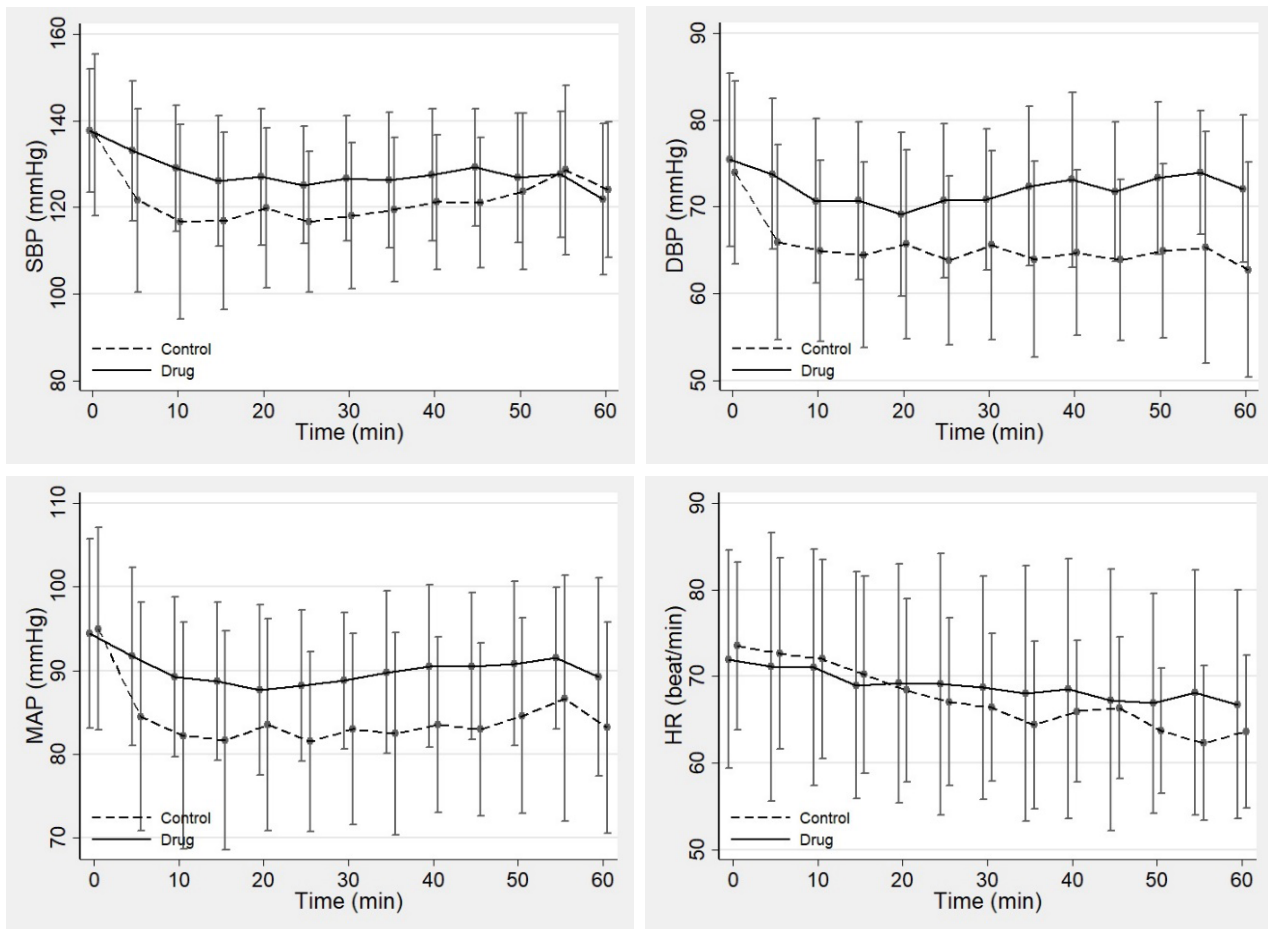 SBP (mmHg)
160
140
120
100
80
Control
Drug
0 10 20 30 40 50 60
Time (min)
DBP (mmHg)
90
80
70
60
50
Control
Drug
0 10 20 30 40 50 60
Time (min)
MAP (mmHg)
110
100
90
80
70
Control
Drug
0 10 20 30 40 50 60
Time (min)
HR (beat/min)
90
80
70
60
50
Control
Drug
0 10 20 30 40 50 60
Time (min)